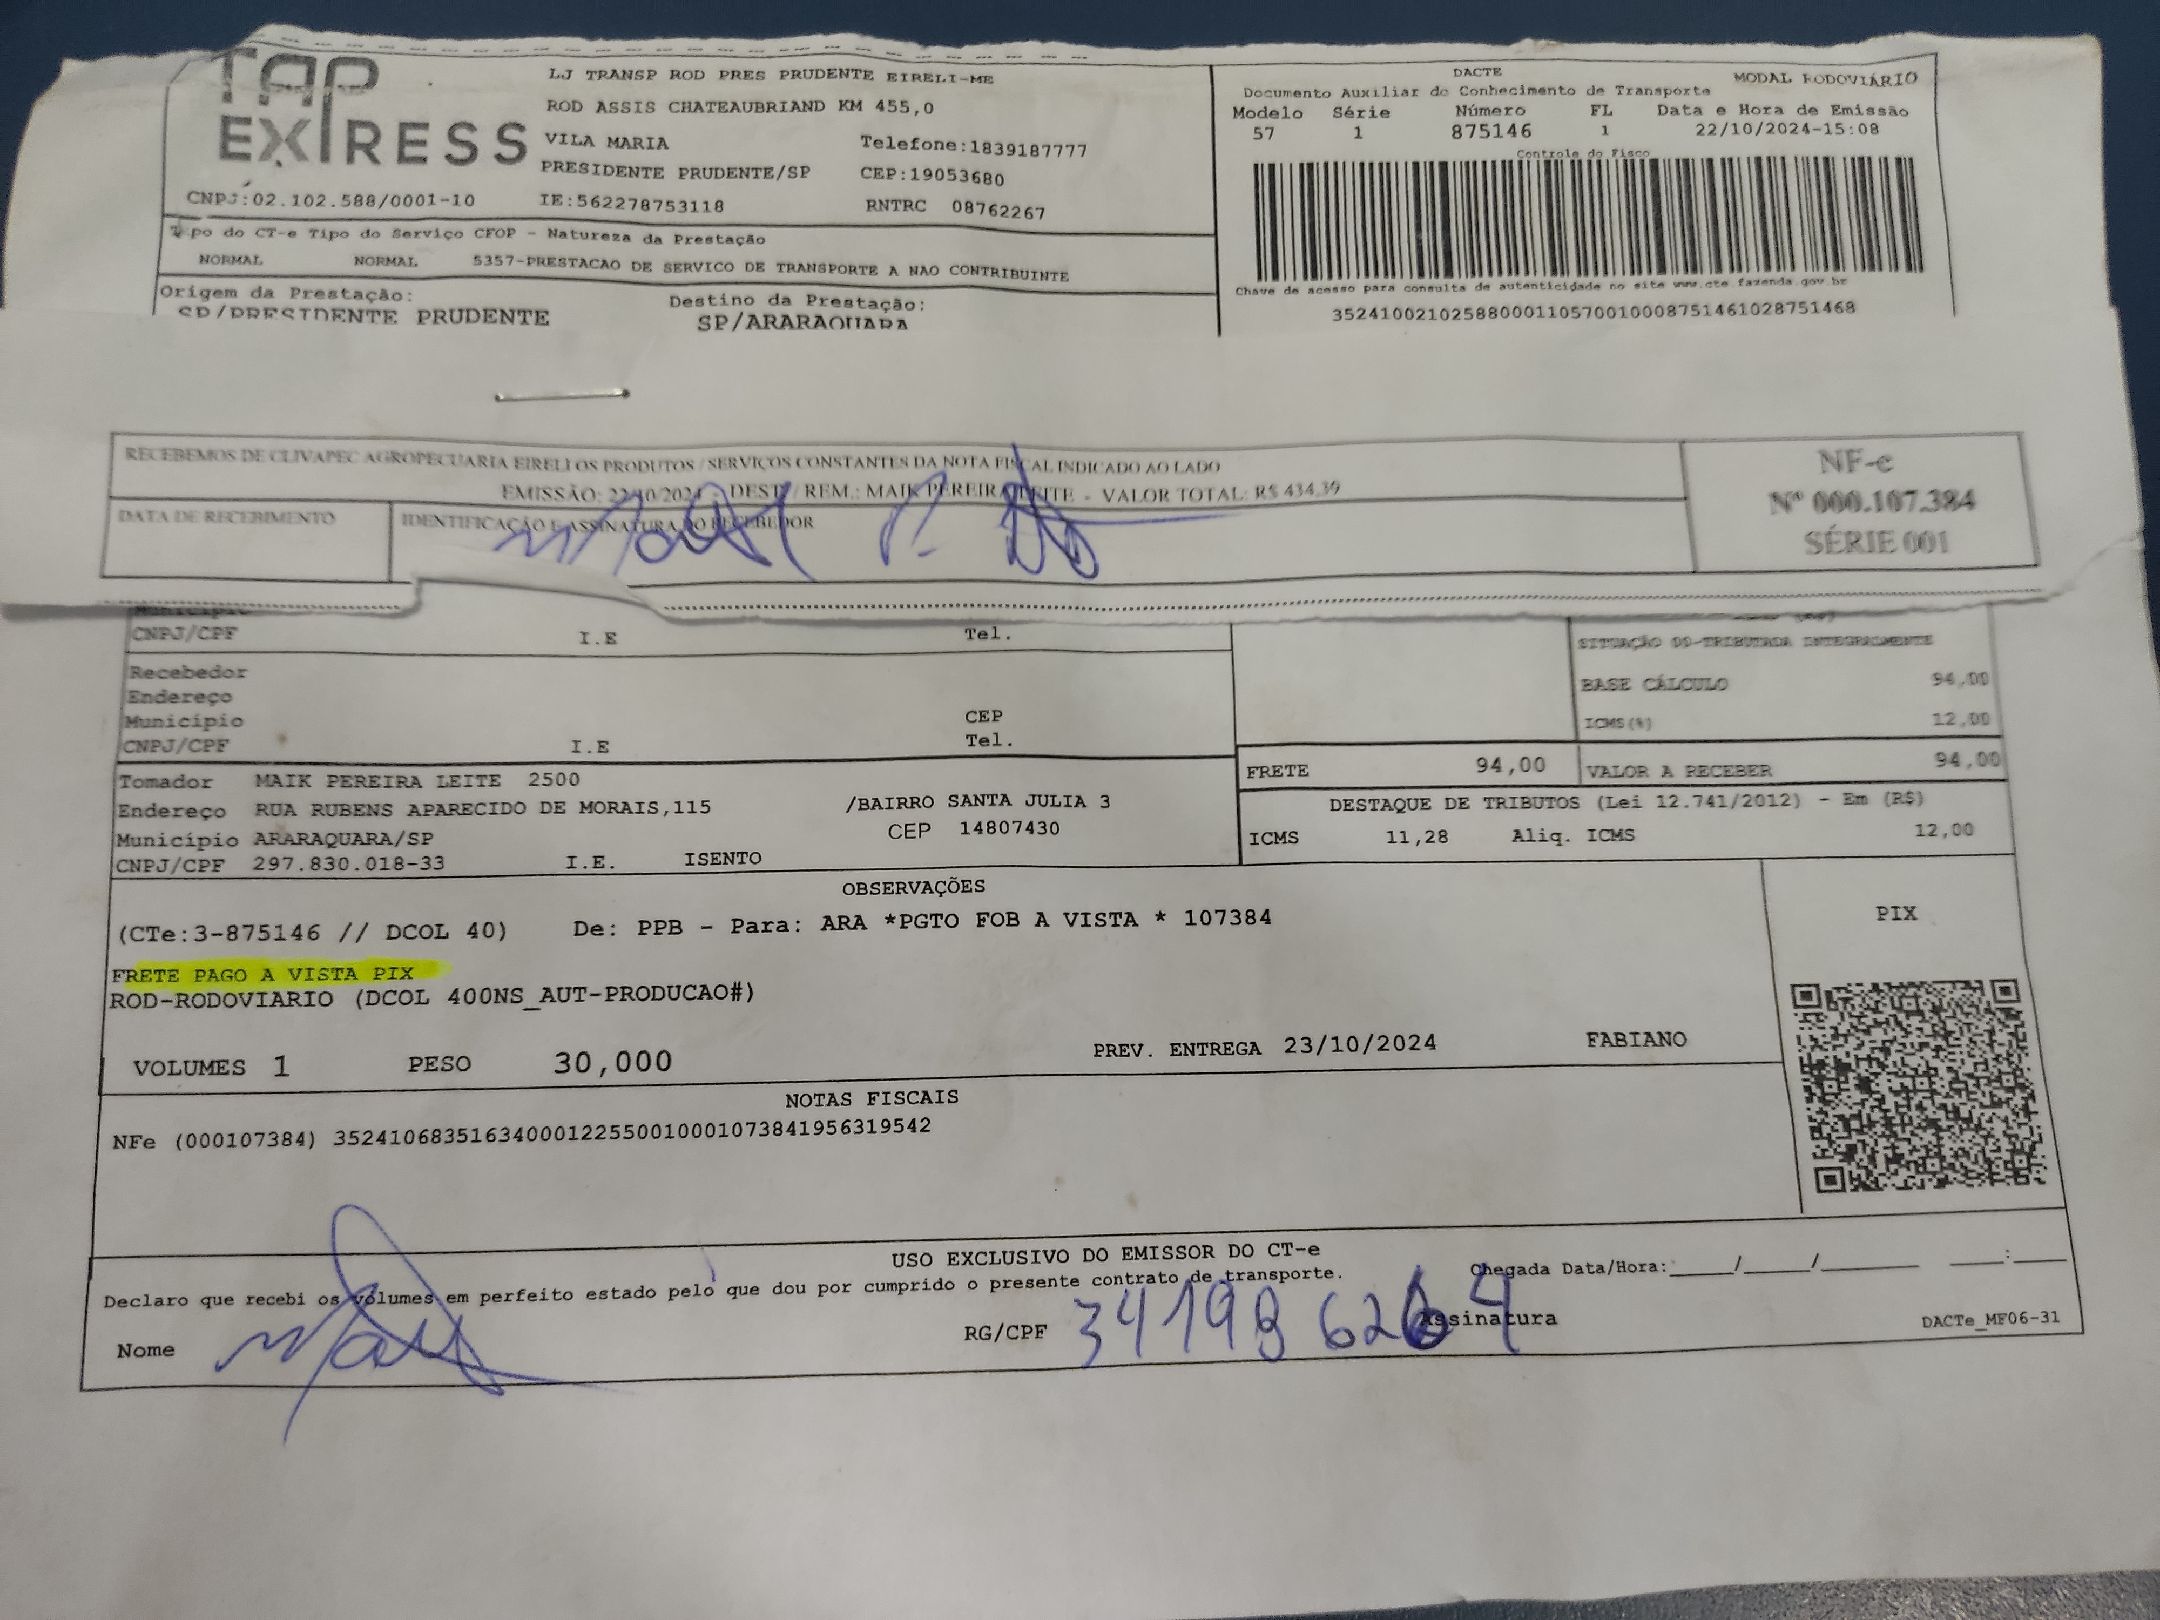 TAP
EXPRESS
LJ TRANSP ROD PRES PRUDENTE EIRELI-ME
ROD ASSIS CHATEAUBRIAND KM 455,0
VILA MARIA Telefone:1839187777
PRESIDENTE PRUDENTE/SP CEP:19053680
CNPJ:02.102.588/0001-10 IE:562278753118 RNTRC 08762267
DACTE MODAL RODOVIÁRIO
Documento Auxiliar do Conhecimento de Transporte
Modelo Série Número FL Data e Hora de Emissão
57 1 875146 1 22/10/2024-15:08
Controle do Fisco
Chave de acesso para consulta de autenticidade no site www.cte.fazenda.gov.br
35241002102588000110570010008751461028751468
Tipo do CT-e Tipo do Serviço CFOP - Natureza da Prestação
NORMAL NORMAL 5357-PRESTACAO DE SERVICO DE TRANSPORTE A NAO CONTRIBUINTE
Origem da Prestação: Destino da Prestação:
SP/PRESIDENTE PRUDENTE SP/ARARAQUARA
RECEBEMOS DE CLIVAPEC AGROPECUARIA EIRELI OS PRODUTOS / SERVIÇOS CONSTANTES DA NOTA FISCAL INDICADO AO LADO
EMISSÃO: 22/10/2024 - DEST. / REM.: MAIK PEREIRA LEITE - VALOR TOTAL: R$ 434,39
DATA DE RECEBIMENTO IDENTIFICAÇÃO E ASSINATURA DO RECEBEDOR
NF-e
Nº 000.107.384
SÉRIE 001
Município
CNPJ/CPF I.E Tel.
Recebedor
Endereço
Município CEP
CNPJ/CPF I.E Tel.
SITUAÇÃO 00-TRIBUTADA INTEGRALMENTE
BASE CÁLCULO 94,00
ICMS(%) 12,00
FRETE 94,00 VALOR A RECEBER 94,00
DESTAQUE DE TRIBUTOS (Lei 12.741/2012) - Em (R$)
ICMS 11,28 Aliq. ICMS 12,00
Tomador MAIK PEREIRA LEITE 2500
Endereço RUA RUBENS APARECIDO DE MORAIS,115 /BAIRRO SANTA JULIA 3
Município ARARAQUARA/SP CEP 14807430
CNPJ/CPF 297.830.018-33 I.E. ISENTO
OBSERVAÇÕES
(CTe:3-875146 // DCOL 40) De: PPB - Para: ARA *PGTO FOB A VISTA * 107384
FRETE PAGO A VISTA PIX
ROD-RODOVIARIO (DCOL 400NS_AUT-PRODUCAO#)
VOLUMES 1 PESO 30,000 PREV. ENTREGA 23/10/2024 FABIANO
PIX
NOTAS FISCAIS
NFe (000107384) 35241068351634000122550010001073841956319542
USO EXCLUSIVO DO EMISSOR DO CT-e
Declaro que recebi os volumes em perfeito estado pelo que dou por cumprido o presente contrato de transporte. Chegada Data/Hora:____/____/______ ____:____
Nome RG/CPF Assinatura DACTe_MF06-31